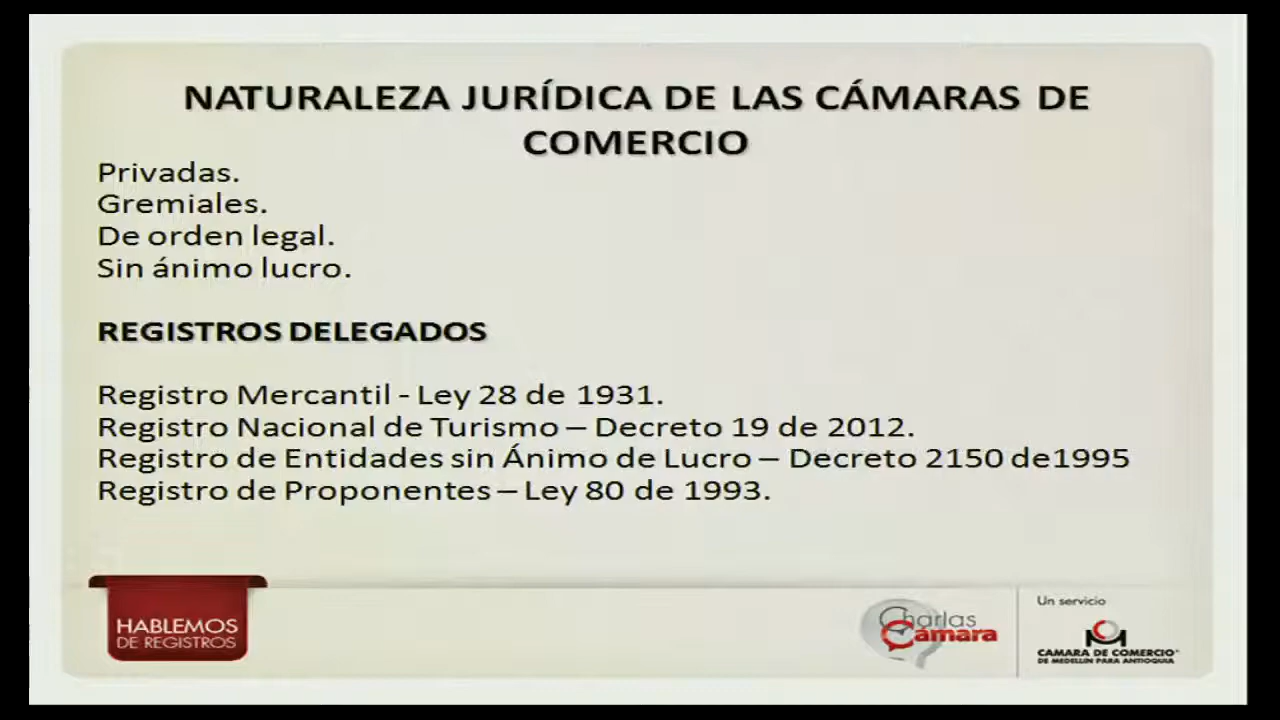 NATURALEZA JURÍDICA DE LAS CÁMARAS DE
COMERCIO
Privadas.
Gremiales.
De orden legal.
Sin ánimo lucro.
REGISTROS DELEGADOS
Registro Mercantil - Ley 28 de 1931.
Registro Nacional de Turismo – Decreto 19 de 2012.
Registro de Entidades sin Ánimo de Lucro – Decreto 2150 de1995
Registro de Proponentes – Ley 80 de 1993.
HABLEMOS
DE REGISTROS
Charlas
Cámara
Un servicio
CAMARA DE COMERCIO
DE MEDELLIN PARA ANTIOQUIA